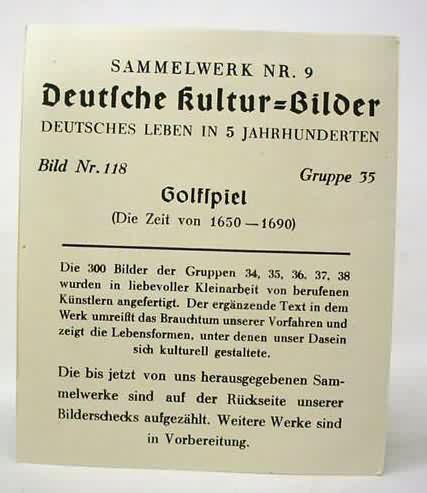 SAMMELWERK NR. 9
Deutsche Kultur=Bilder
DEUTSCHES LEBEN IN 5 JAHRHUNDERTEN
Bild Nr. 118
Gruppe 35
Golfspiel
(Die Zeit von 1650—1690)
Die 300 Bilder der Gruppen 34, 35, 36. 37, 38
wurden in liebevoller Kleinarbeit von berufenen
Künstlern angefertigt. Der ergänzende Text in dem
Werk umreißt das Brauchtum unserer Vorfahren und
zeigt die Lebensformen, unter denen unser Dasein
sich kulturell gestaltete.
Die bis jetzt von uns herausgegebenen Sam-
melwerke sind auf der Rückseite unserer
Bilderschecks aufgezählt. Weitere Werke sind
in Vorbereitung.